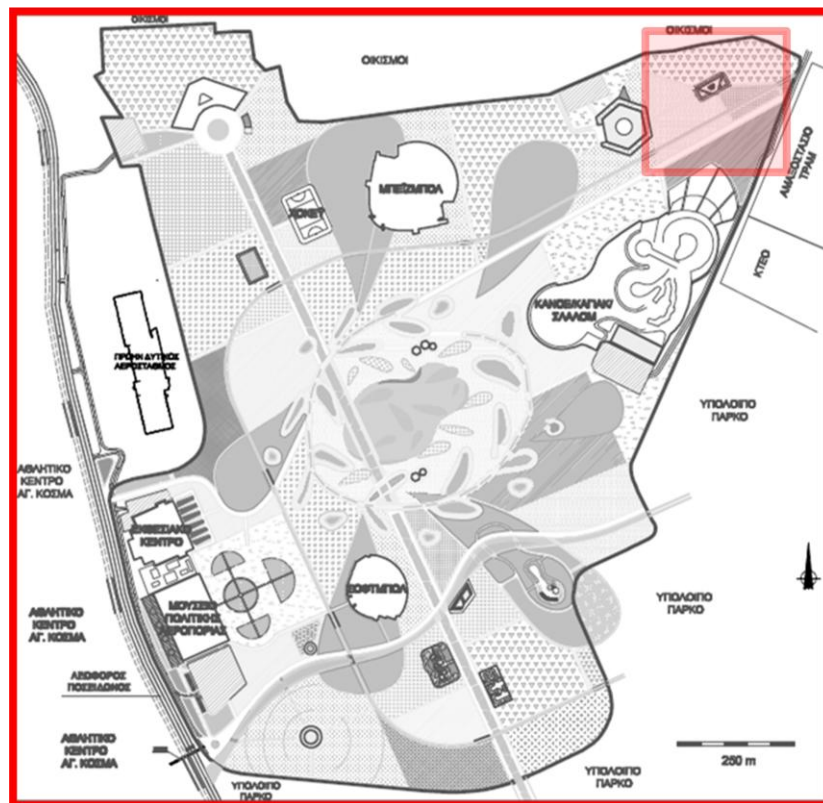 ΟΙΚΙΣΜΟΙ
ΟΙΚΙΣΜΟΙ
ΟΙΚΙΣΜΟΙ
ΑΜΑΞΟΣΤΑΣΙΟ
ΤΡΑΜ
ΜΠΕΪΖΜΠΟΛ
ΧΟΚΕΥ
ΚΤΕΟ
ΚΑΝΟΕ/ΚΑΓΙΑΚ/
ΣΛΑΛΟΜ
ΠΡΩΗΝ ΔΥΤΙΚΟΣ
ΑΕΡΟΣΤΑΘΜΟΣ
ΥΠΟΛΟΙΠΟ
ΠΑΡΚΟ
ΑΘΛΗΤΙΚΟ
ΚΕΝΤΡΟ
ΑΓ. ΚΟΣΜΑ
ΕΚΘΕΣΙΑΚΟ
ΚΕΝΤΡΟ
ΣΟΦΤΜΠΟΛ
ΥΠΟΛΟΙΠΟ
ΠΑΡΚΟ
ΜΟΥΣΕΙΟ
ΠΟΛΙΤΙΚΗΣ
ΑΕΡΟΠΟΡΙΑΣ
ΑΘΛΗΤΙΚΟ
ΚΕΝΤΡΟ
ΑΓ. ΚΟΣΜΑ
ΛΕΩΦΟΡΟΣ
ΠΟΣΕΙΔΩΝΟΣ
ΑΘΛΗΤΙΚΟ
ΚΕΝΤΡΟ
ΑΓ. ΚΟΣΜΑ
250 m
ΥΠΟΛΟΙΠΟ
ΠΑΡΚΟ
ΥΠΟΛΟΙΠΟ
ΠΑΡΚΟ